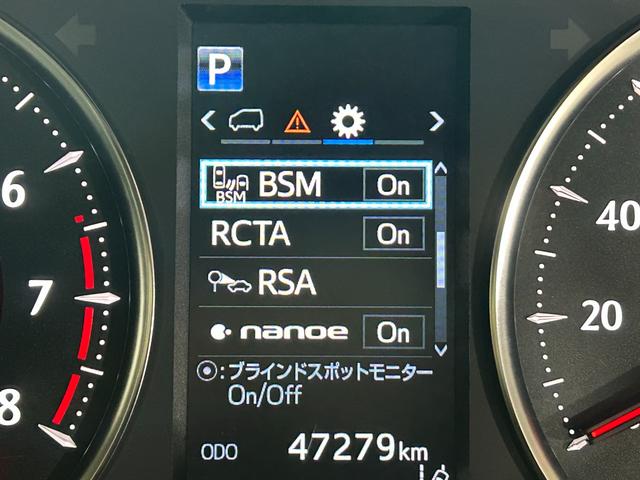 P
BSM
BSM On
RCTA On
RSA
nanoe On
:ブラインドスポットモニター
On/Off
ODO 47279km
6
7
8
40
20